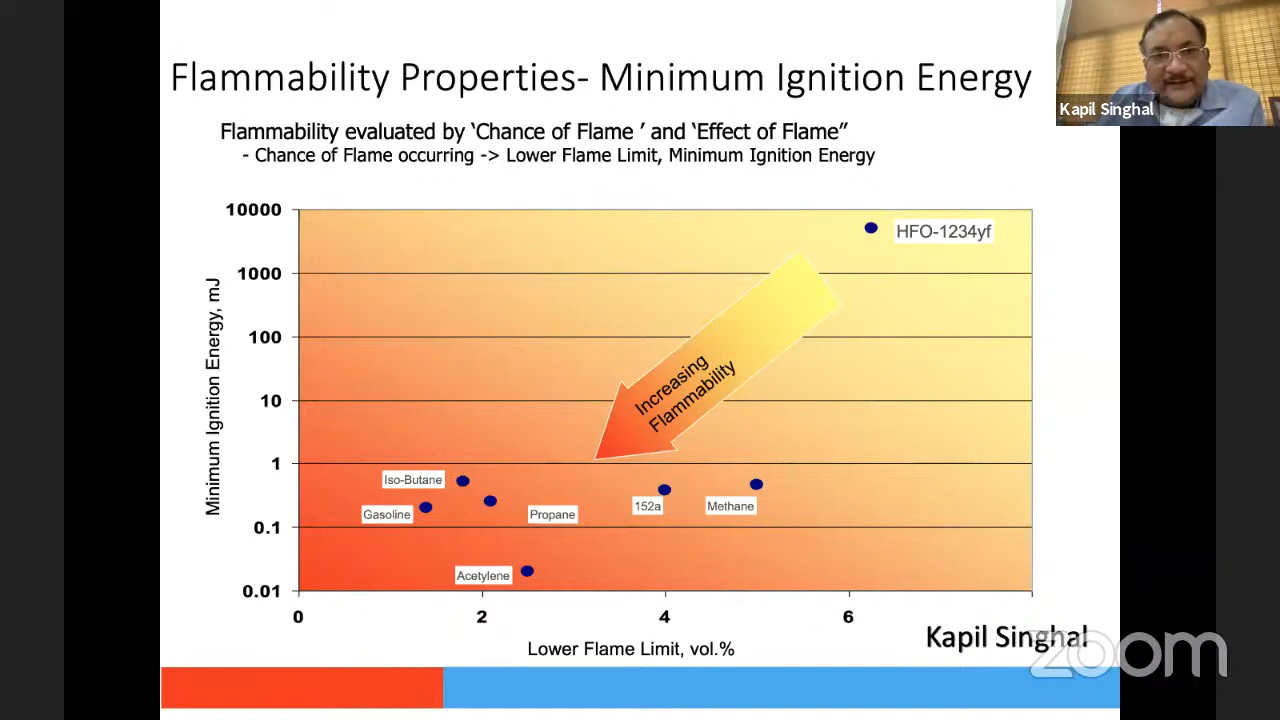 Flammability Properties- Minimum Ignition Energy
Kapil Singhal
Flammability evaluated by ‘Chance of Flame ’ and ‘Effect of Flame”
- Chance of Flame occurring -> Lower Flame Limit, Minimum Ignition Energy
10000
1000
100
10
1
0.1
0.01
Minimum Ignition Energy, mJ
HFO-1234yf
Increasing
Flammability
Iso-Butane
Gasoline
Propane
152a
Methane
Acetylene
0
2
4
6
Lower Flame Limit, vol.%
Kapil Singhal
zoom